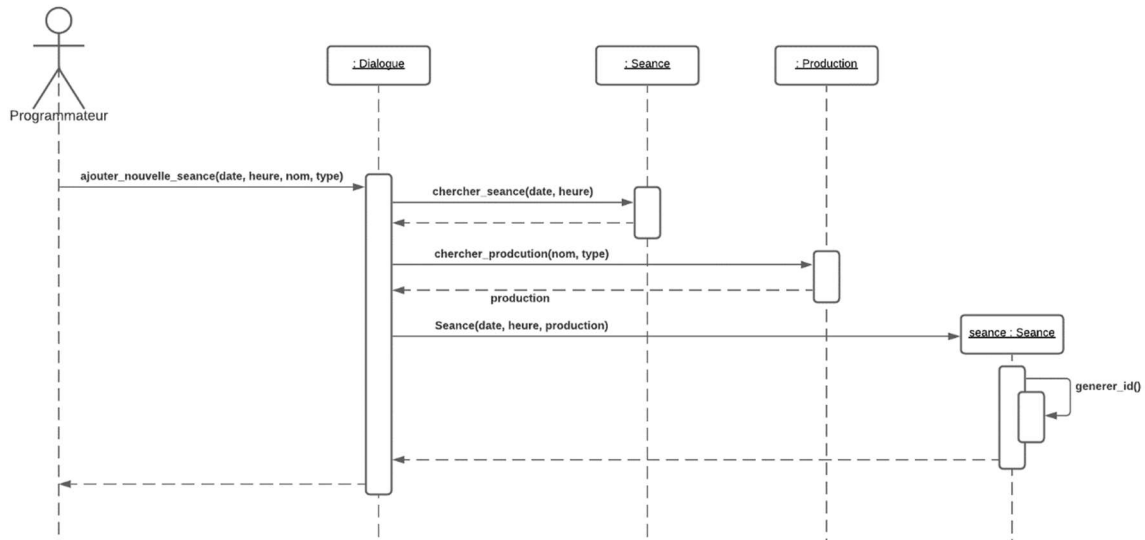 : Dialogue
: Seance
: Production
Programmateur
ajouter_nouvelle_seance(date, heure, nom, type)
chercher_seance(date, heure)
chercher_prodcution(nom, type)
production
Seance(date, heure, production)
seance : Seance
generer_id()